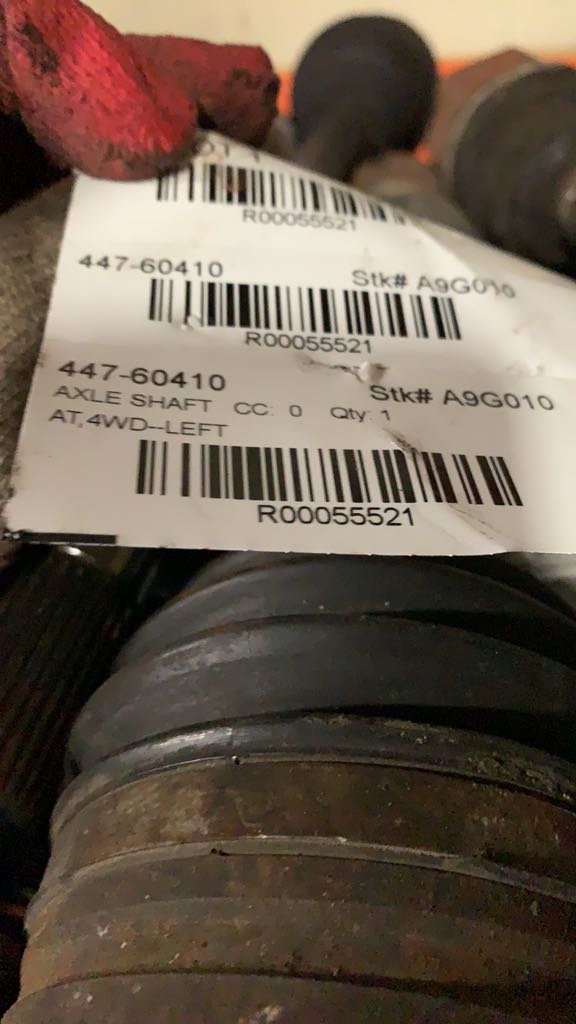 R00055521
447-60410 Stk# A9G010
R00055521
447-60410 Stk# A9G010
AXLE SHAFT CC: 0 Qty: 1
AT,4WD--LEFT
R00055521